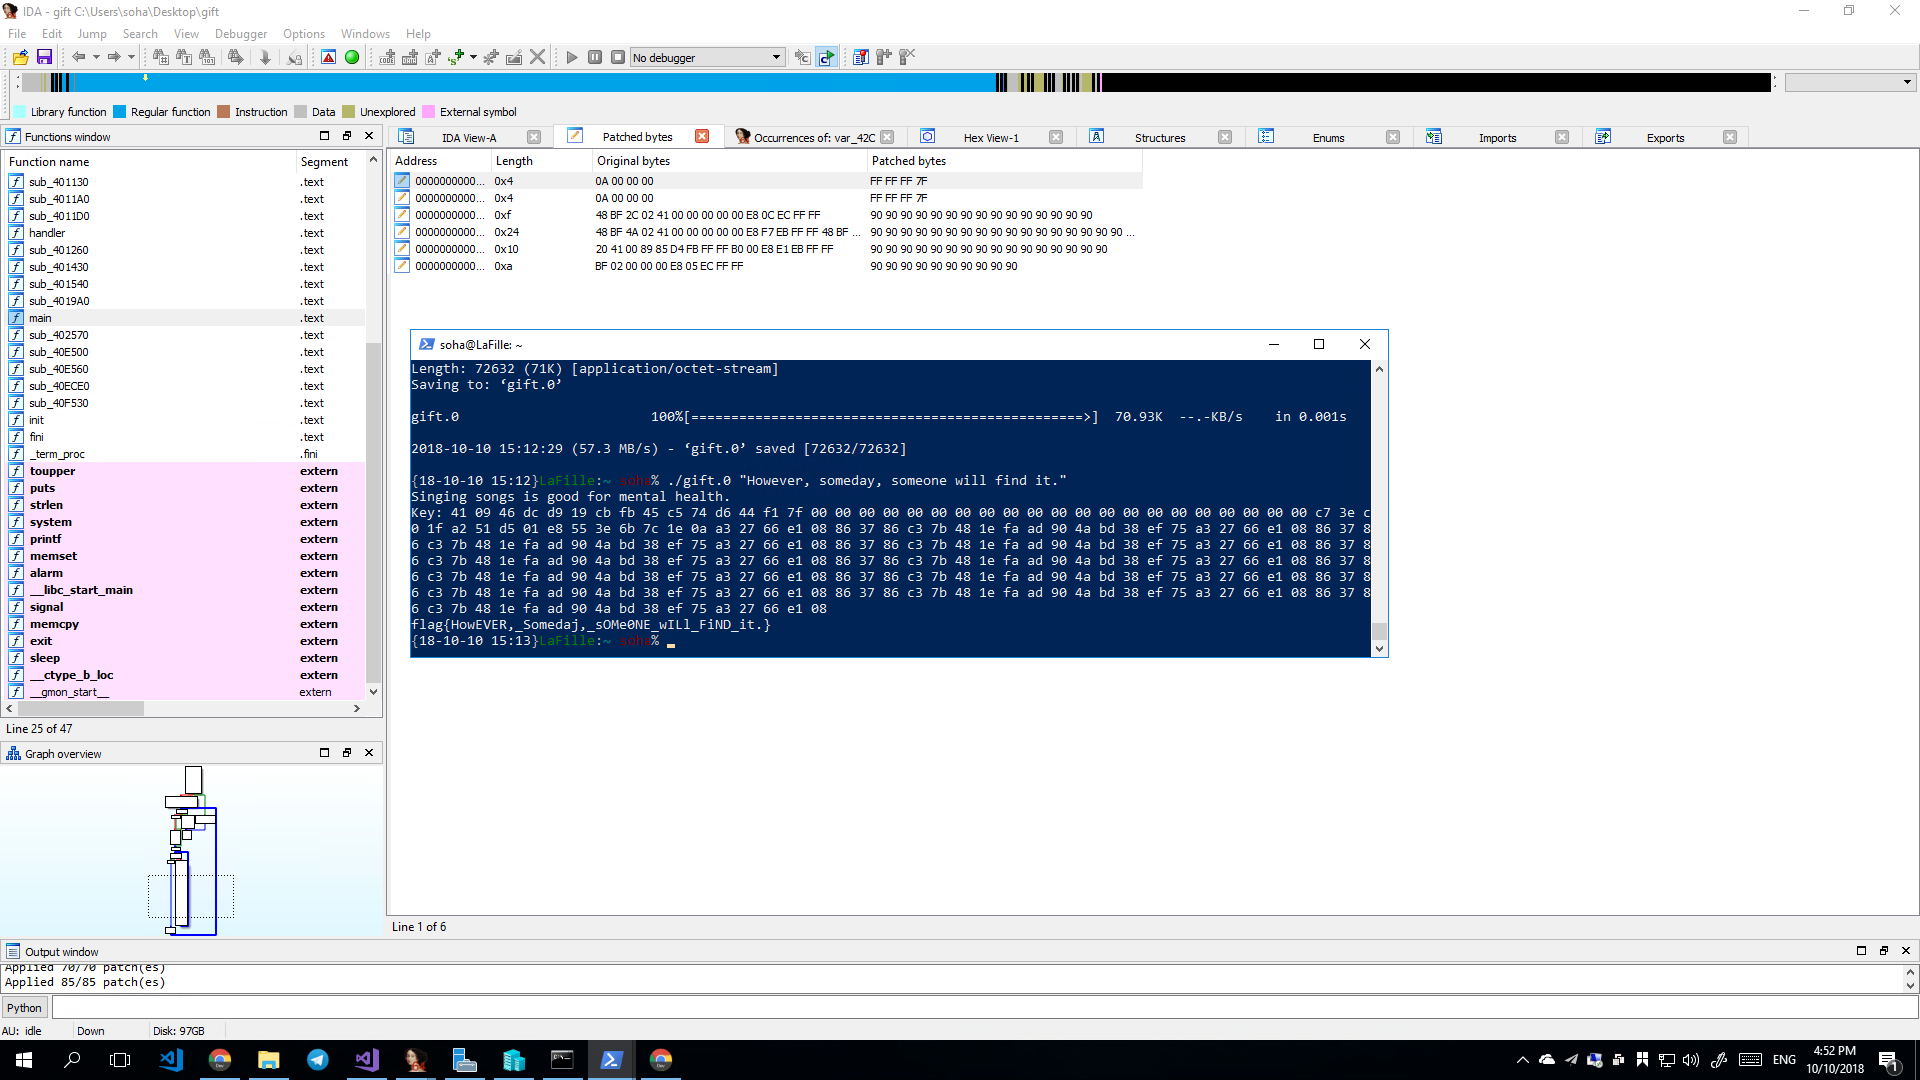 IDA - gift C:\Users\soha\Desktop\gift
File Edit Jump Search View Debugger Options Windows Help
No debugger
Library function Regular function Instruction Data Unexplored External symbol
Functions window
IDA View-A Patched bytes Occurrences of: var_42C Hex View-1 Structures Enums Imports Exports
Function name Segment
sub_401130 .text
sub_4011A0 .text
sub_4011D0 .text
handler .text
sub_401260 .text
sub_401430 .text
sub_401540 .text
sub_4019A0 .text
main .text
sub_402570 .text
sub_40E500 .text
sub_40E560 .text
sub_40ECE0 .text
sub_40F530 .text
init .text
fini .text
_term_proc .fini
toupper extern
puts extern
strlen extern
system extern
printf extern
memset extern
alarm extern
__libc_start_main extern
signal extern
memcpy extern
exit extern
sleep extern
__ctype_b_loc extern
__gmon_start__ extern
Line 25 of 47
Graph overview
Address Length Original bytes Patched bytes
0000000000... 0x4 0A 00 00 00 FF FF FF 7F
0000000000... 0x4 0A 00 00 00 FF FF FF 7F
0000000000... 0xf 48 BF 2C 02 41 00 00 00 00 00 E8 0C EC FF FF 90 90 90 90 90 90 90 90 90 90 90 90 90 90 90
0000000000... 0x24 48 BF 4A 02 41 00 00 00 00 00 E8 F7 EB FF FF 48 BF ... 90 90 90 90 90 90 90 90 90 90 90 90 90 90 90 90 90 ...
0000000000... 0x10 20 41 00 89 85 D4 FB FF FF B0 00 E8 E1 EB FF FF 90 90 90 90 90 90 90 90 90 90 90 90 90 90 90 90
0000000000... 0xa BF 02 00 00 00 E8 05 EC FF FF 90 90 90 90 90 90 90 90 90 90
soha@LaFille: ~
Length: 72632 (71K) [application/octet-stream]
Saving to: ‘gift.0’
gift.0 100%[=================================================>] 70.93K --.-KB/s in 0.001s
2018-10-10 15:12:29 (57.3 MB/s) - ‘gift.0’ saved [72632/72632]
{18-10-10 15:12}LaFille:~ soha% ./gift.0 "However, someday, someone will find it."
Singing songs is good for mental health.
Key: 41 09 46 dc d9 19 cb fb 45 c5 74 d6 44 f1 7f 00 00 00 00 00 00 00 00 00 00 00 00 00 00 00 00 00 00 00 00 00 c7 3e c
0 1f a2 51 d5 01 e8 55 3e 6b 7c 1e 0a a3 27 66 e1 08 86 37 86 c3 7b 48 1e fa ad 90 4a bd 38 ef 75 a3 27 66 e1 08 86 37 8
6 c3 7b 48 1e fa ad 90 4a bd 38 ef 75 a3 27 66 e1 08 86 37 86 c3 7b 48 1e fa ad 90 4a bd 38 ef 75 a3 27 66 e1 08 86 37 8
6 c3 7b 48 1e fa ad 90 4a bd 38 ef 75 a3 27 66 e1 08 86 37 86 c3 7b 48 1e fa ad 90 4a bd 38 ef 75 a3 27 66 e1 08 86 37 8
6 c3 7b 48 1e fa ad 90 4a bd 38 ef 75 a3 27 66 e1 08 86 37 86 c3 7b 48 1e fa ad 90 4a bd 38 ef 75 a3 27 66 e1 08 86 37 8
6 c3 7b 48 1e fa ad 90 4a bd 38 ef 75 a3 27 66 e1 08 86 37 86 c3 7b 48 1e fa ad 90 4a bd 38 ef 75 a3 27 66 e1 08 86 37 8
6 c3 7b 48 1e fa ad 90 4a bd 38 ef 75 a3 27 66 e1 08
flag{HowEVER,_Somedaj,_sOMe0NE_wILl_FiND_it.}
{18-10-10 15:13}LaFille:~ soha%
Line 1 of 6
Output window
Applied 70/70 patch(es)
Applied 85/85 patch(es)
Python
AU: idle Down Disk: 97GB
ENG
4:52 PM
10/10/2018
1